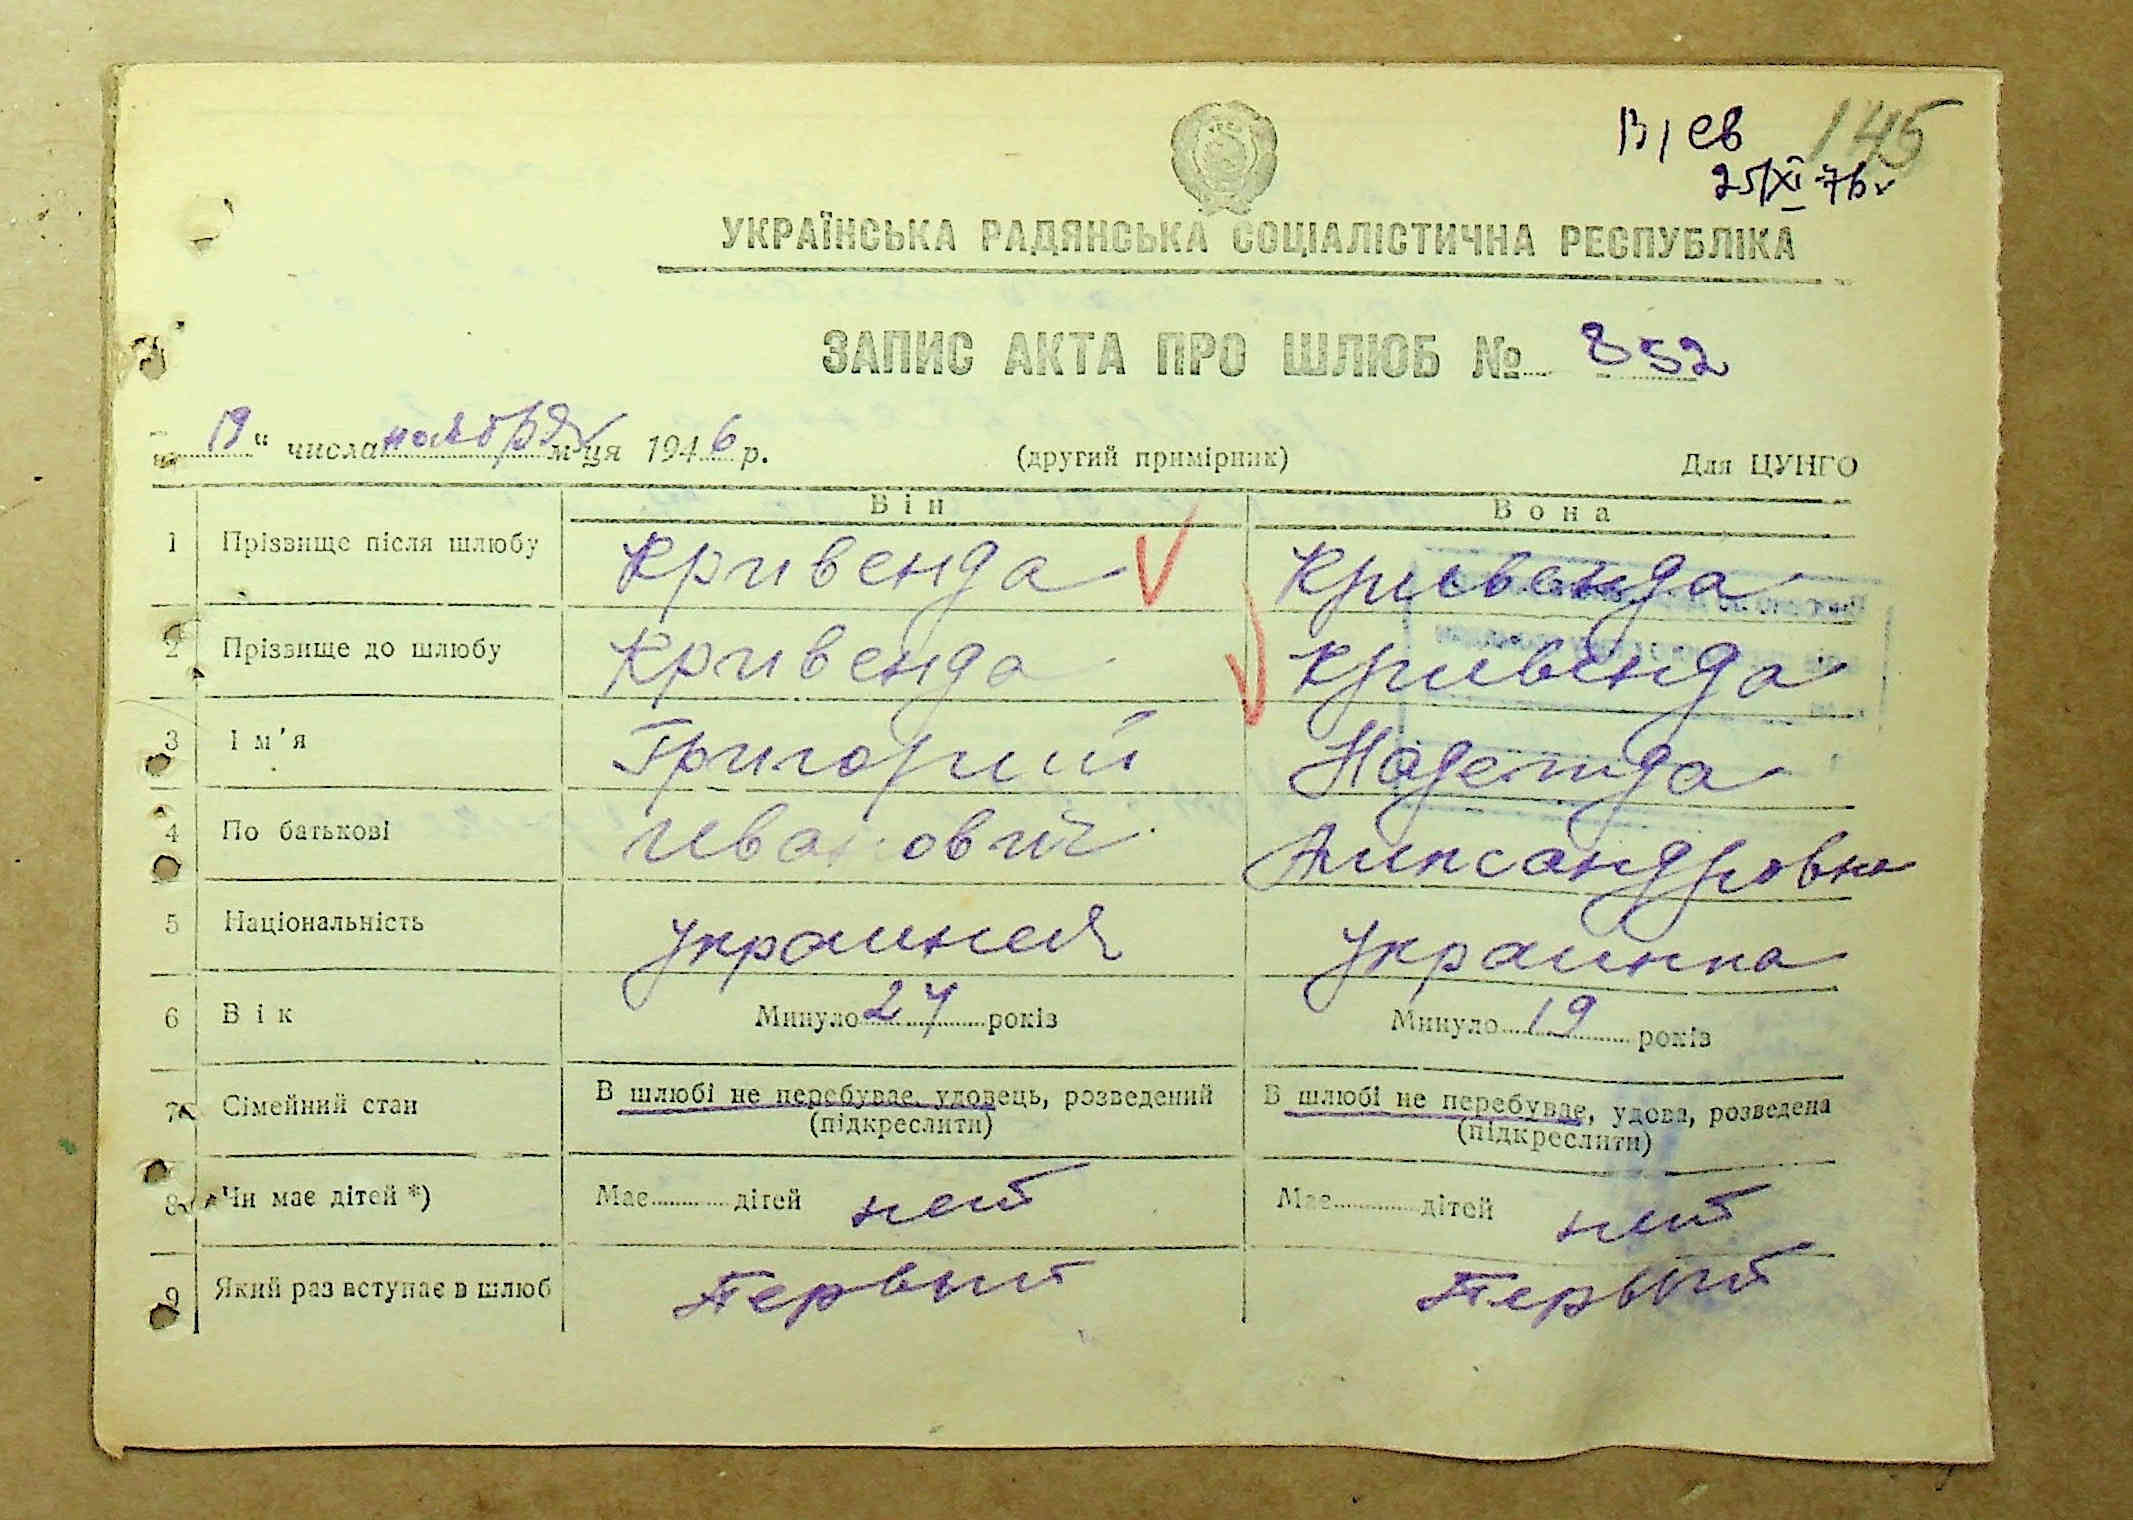 В/ св 145
25/XI-76г
УКРАЇНСЬКА РАДЯНСЬКА СОЦІАЛІСТИЧНА РЕСПУБЛІКА
ЗАПИС АКТА ПРО ШЛЮБ № 852
19 " числа ноября м-ця 1946 р. (другий примірник) Для ЦУНГО
Він Вона
1 Прізвище після шлюбу Кривенда Кривенда
2 Прізвище до шлюбу Кривенда Кривенда
3 Ім'я Григорий Надежда
4 По батькові Иванович Александровна
5 Національність Украинец Украинка
6 Вік Минуло 27 років Минуло 19 років
7 Сімейний стан В шлюбі не перебуває, удовець, розведений В шлюбі не перебуває, удова, розведена
(підкреслити) (підкреслити)
8 Чи має дітей *) Має дітей нет Має дітей нет
9 Який раз вступає в шлюб Первый Первый